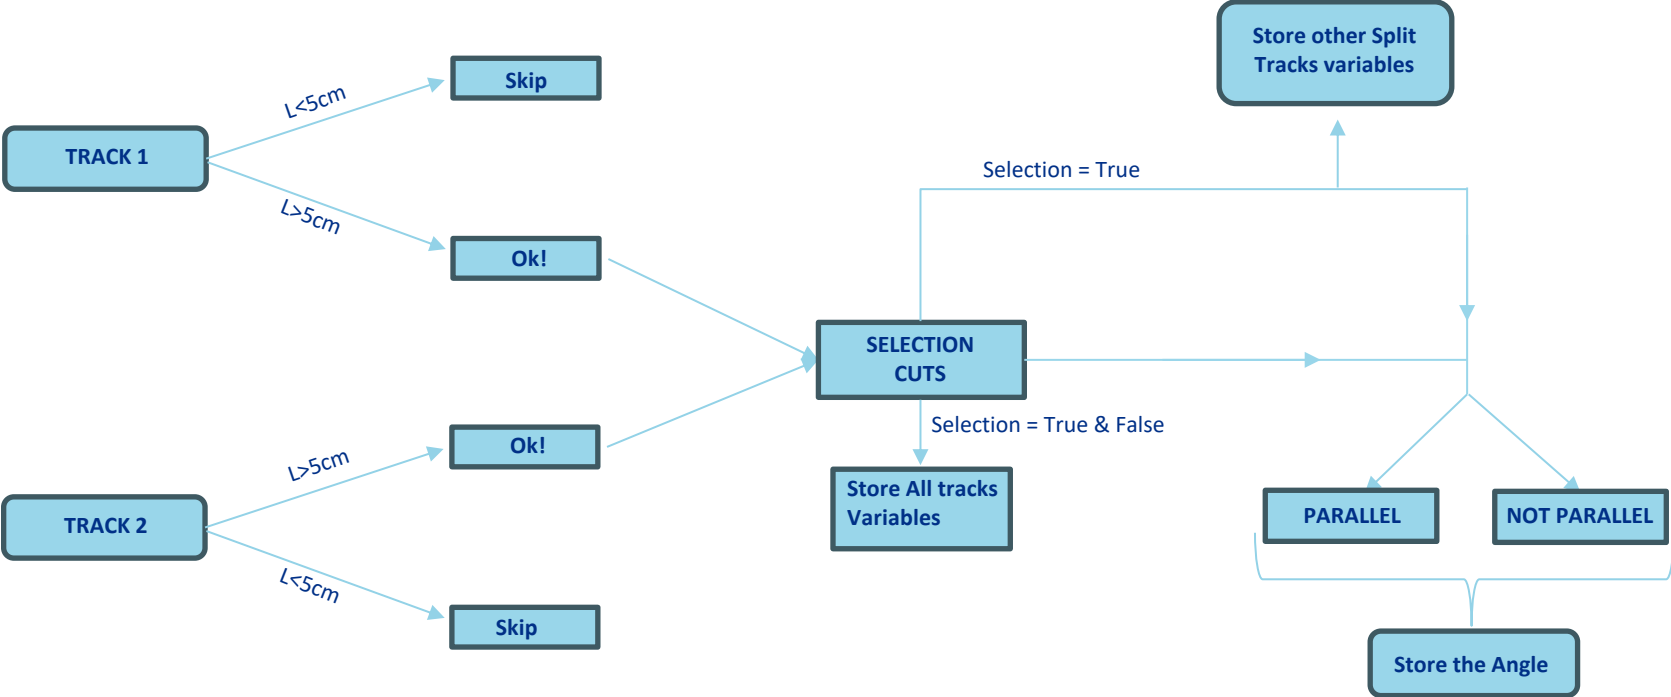 Store other Split
Tracks variables
L<5cm
Skip
TRACK 1
Selection = True
L>5cm
Ok!
SELECTION
CUTS
Selection = True & False
L>5cm
Ok!
Store All tracks
Variables
PARALLEL
NOT PARALLEL
TRACK 2
L<5cm
Skip
Store the Angle